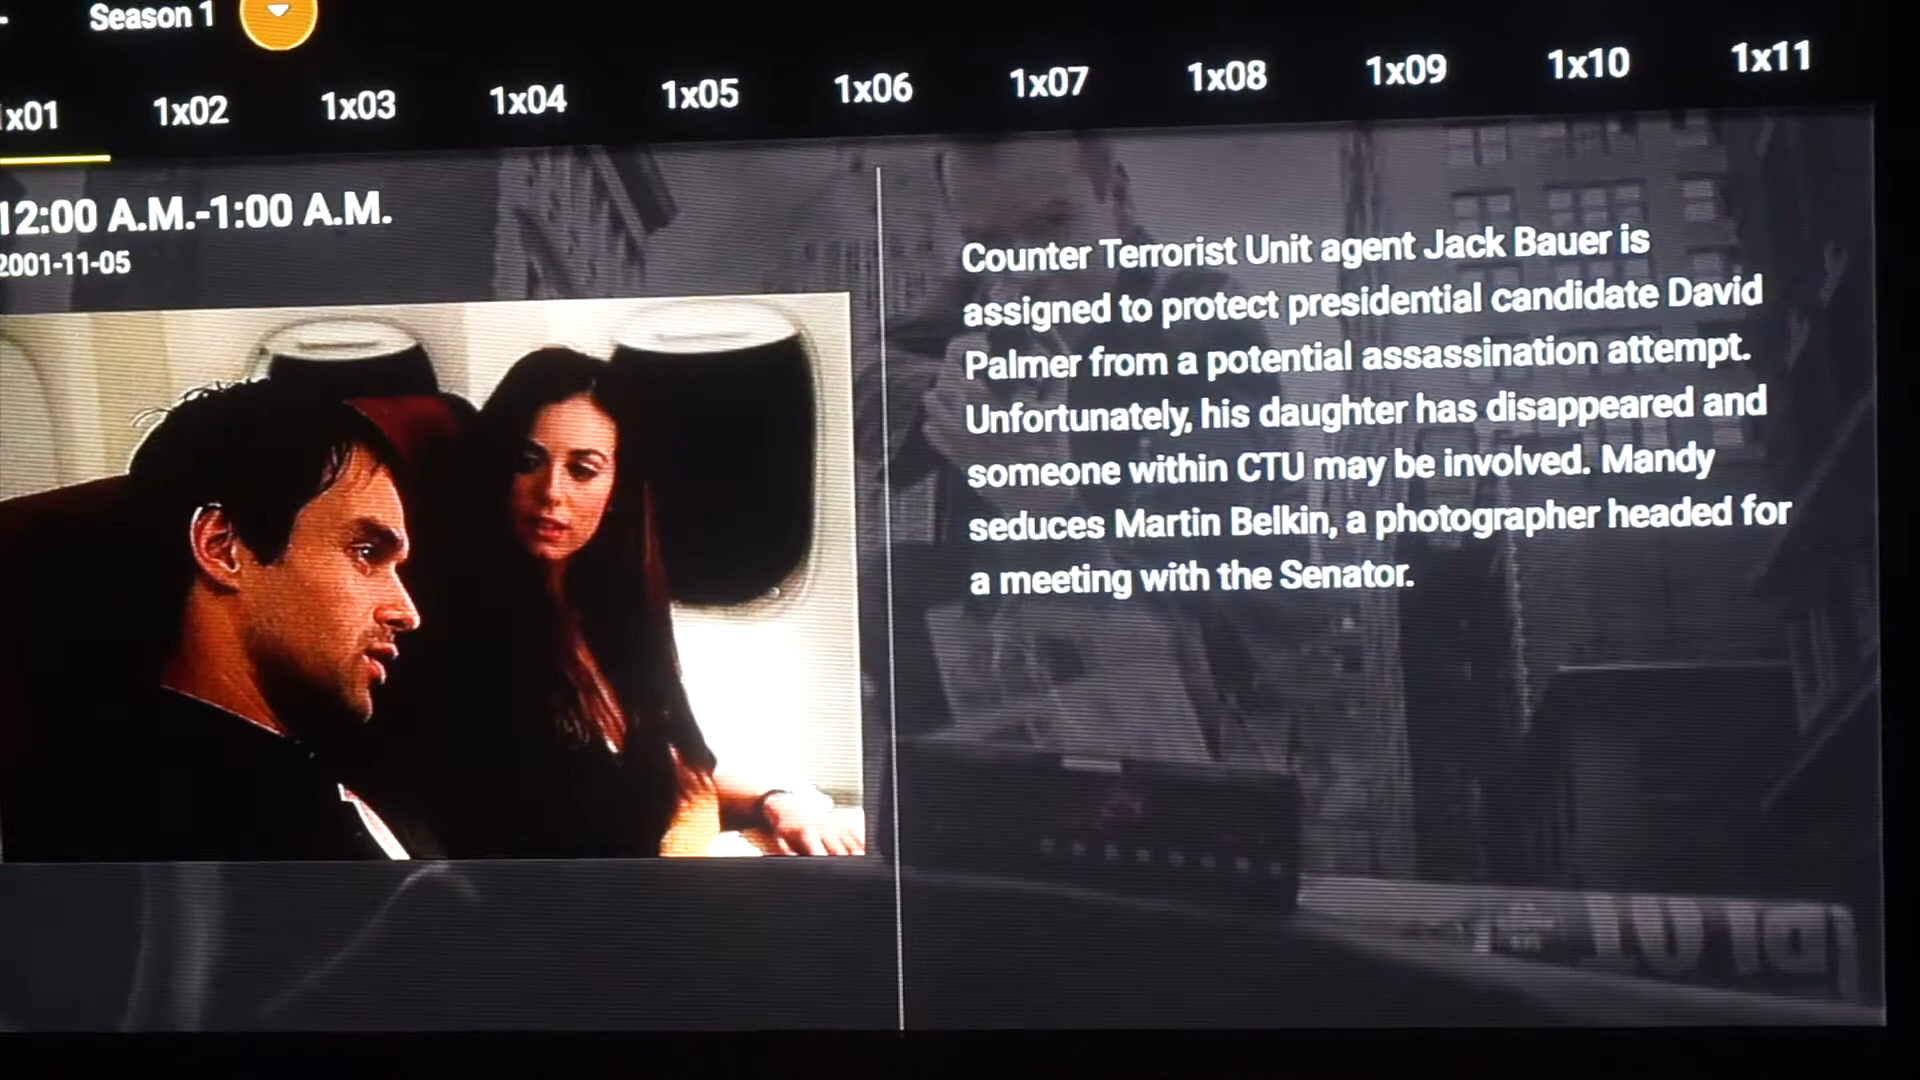 Season 1
1x01 1x02 1x03 1x04 1x05 1x06 1x07 1x08 1x09 1x10 1x11
12:00 A.M.-1:00 A.M.
2001-11-05
Counter Terrorist Unit agent Jack Bauer is
assigned to protect presidential candidate David
Palmer from a potential assassination attempt.
Unfortunately, his daughter has disappeared and
someone within CTU may be involved. Mandy
seduces Martin Belkin, a photographer headed for
a meeting with the Senator.